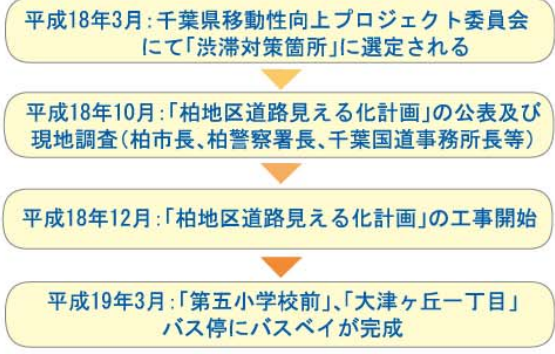 平成18年3月:千葉県移動性向上プロジェクト委員会
にて「渋滞対策箇所」に選定される
平成18年10月:「柏地区道路見える化計画」の公表及び
現地調査(柏市長、柏警察署長、千葉国道事務所長等)
平成18年12月:「柏地区道路見える化計画」の工事開始
平成19年3月:「第五小学校前」、「大津ヶ丘一丁目」
バス停にバスベイが完成